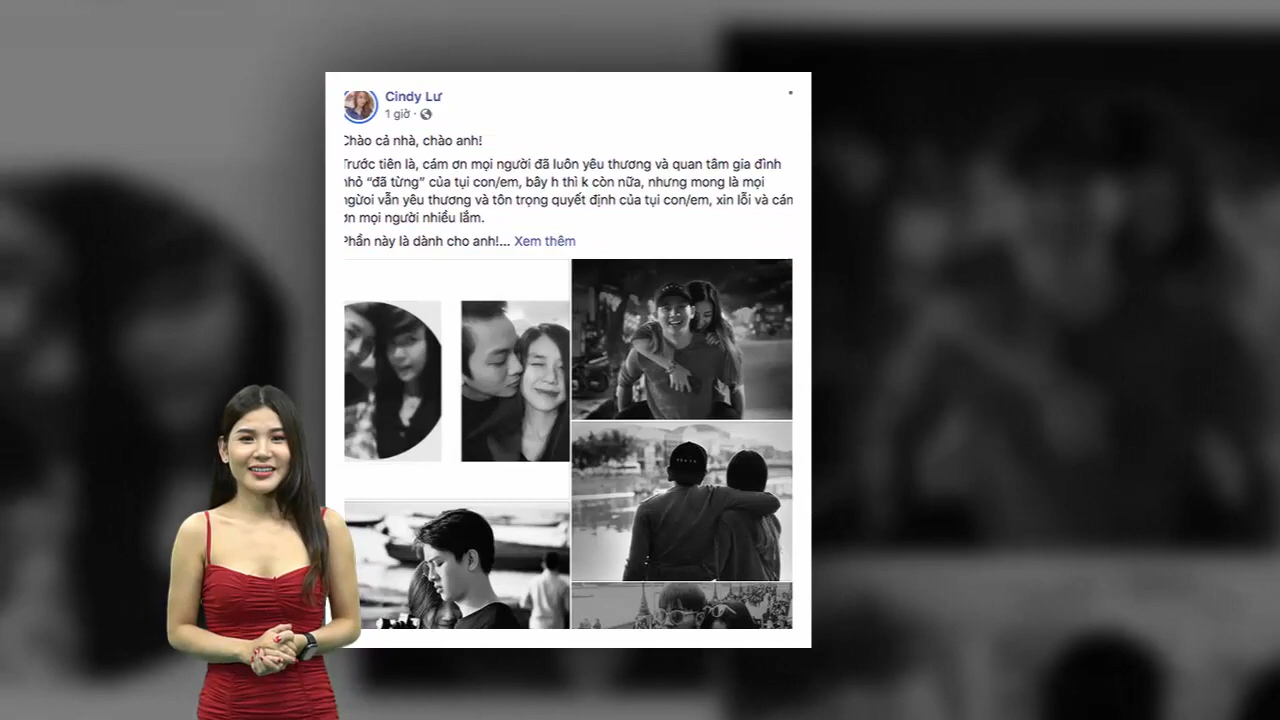 Cindy Lư
1 giờ ·
Chào cả nhà, chào anh!
Trước tiên là, cám ơn mọi người đã luôn yêu thương và quan tâm gia đình
nhỏ “đã từng” của tụi con/em, bây h thì k còn nữa, nhưng mong là mọi
ngừoi vẫn yêu thương và tôn trọng quyết định của tụi con/em, xin lỗi và cán
ơn mọi người nhiều lắm.
Phần này là dành cho anh!... Xem thêm